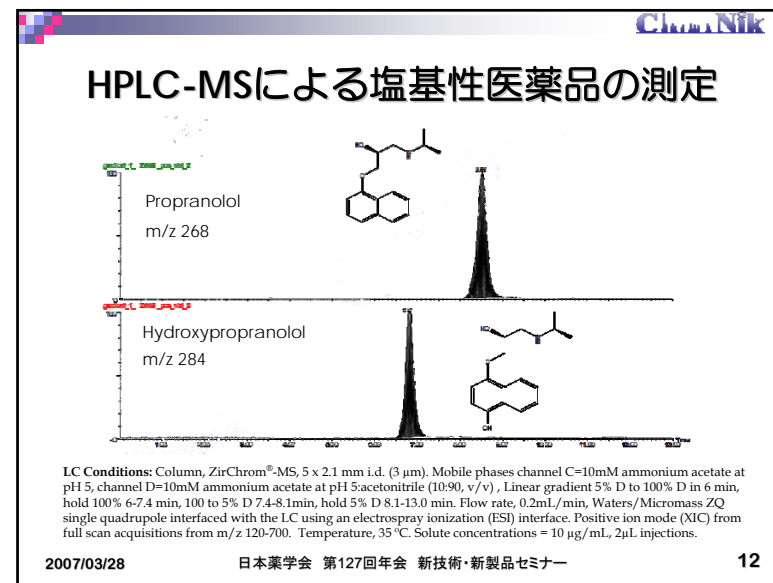 HPLC-MSによる塩基性医薬品の測定
Propranolol
m/z 268
Hydroxypropranolol
m/z 284
LC Conditions: Column, ZirChrom®-MS, 5 x 2.1 mm i.d. (3 µm). Mobile phases channel C=10mM ammonium acetate at
pH 5, channel D=10mM ammonium acetate at pH 5:acetonitrile (10:90, v/v) , Linear gradient 5% D to 100% D in 6 min,
hold 100% 6-7.4 min, 100 to 5% D 7.4-8.1min, hold 5% D 8.1-13.0 min. Flow rate, 0.2mL/min, Waters/Micromass ZQ
single quadrupole interfaced with the LC using an electrospray ionization (ESI) interface. Positive ion mode (XIC) from
full scan acquisitions from m/z 120-700. Temperature, 35 °C. Solute concentrations = 10 µg/mL, 2µL injections.
2007/03/28
日本薬学会 第127回年会 新技術・新製品セミナー
12